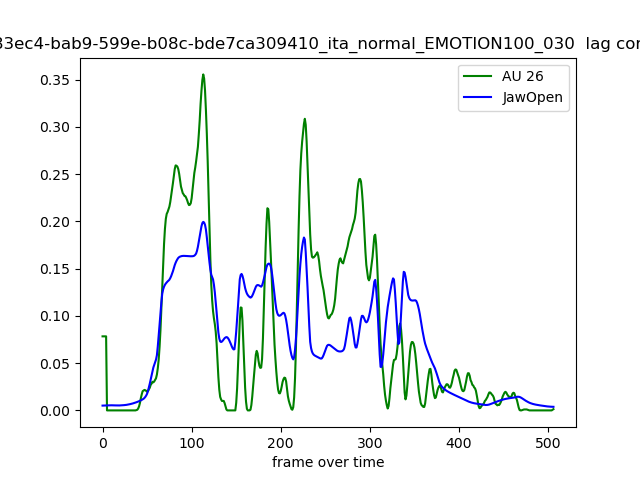 33ec4-bab9-599e-b08c-bde7ca309410_ita_normal_EMOTION100_030 lag cor
AU 26
JawOpen
0.35
0.30
0.25
0.20
0.15
0.10
0.05
0.00
0 100 200 300 400 500
frame over time